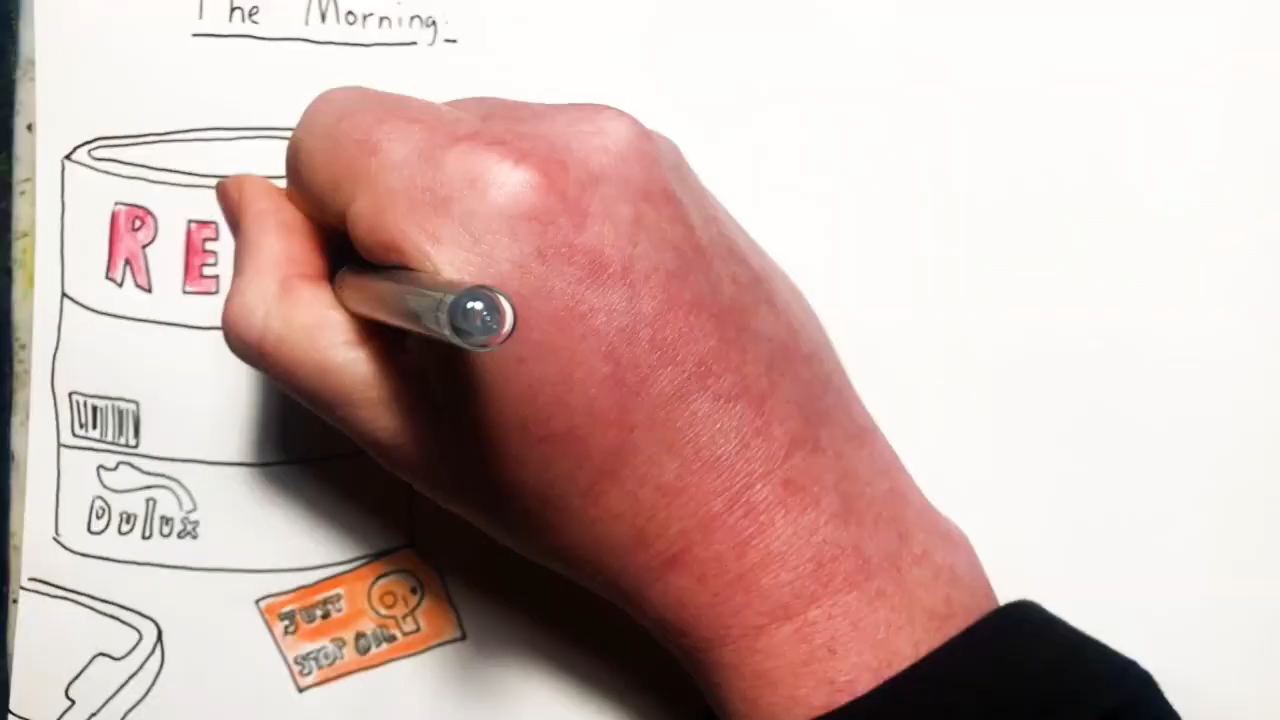 The Morning
RE
Dulux
JUST
STOP OIL